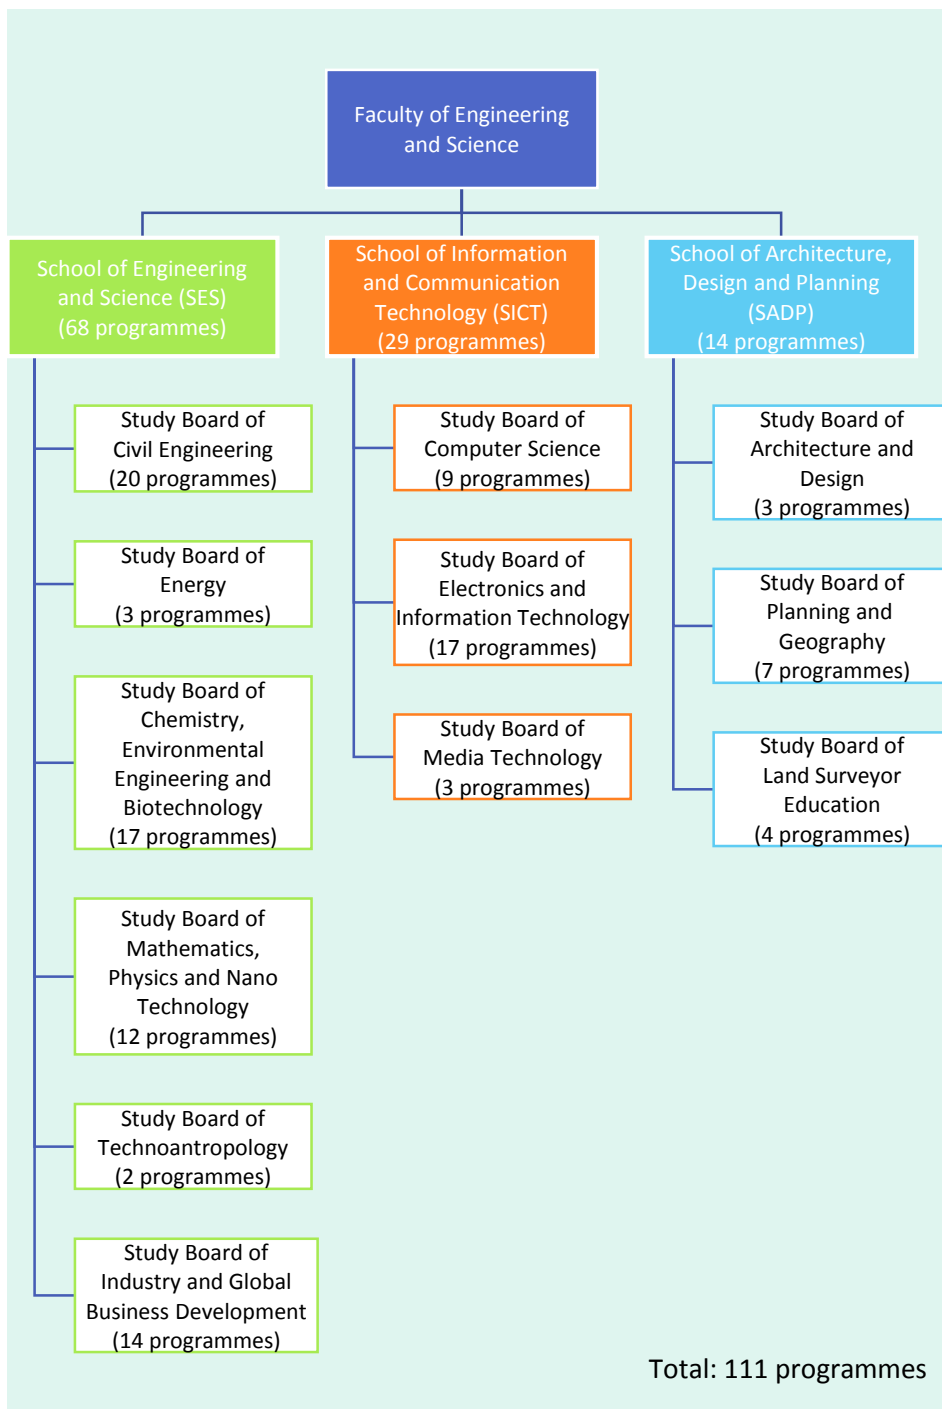 Faculty of Engineering
and Science
School of Engineering
and Science (SES)
(68 programmes)
School of Information
and Communication
Technology (SICT)
(29 programmes)
School of Architecture,
Design and Planning
(SADP)
(14 programmes)
Study Board of
Civil Engineering
(20 programmes)
Study Board of
Energy
(3 programmes)
Study Board of
Chemistry,
Environmental
Engineering and
Biotechnology
(17 programmes)
Study Board of
Mathematics,
Physics and Nano
Technology
(12 programmes)
Study Board of
Technoantropology
(2 programmes)
Study Board of
Industry and Global
Business Development
(14 programmes)
Study Board of
Computer Science
(9 programmes)
Study Board of
Electronics and
Information Technology
(17 programmes)
Study Board of
Media Technology
(3 programmes)
Study Board of
Architecture and
Design
(3 programmes)
Study Board of
Planning and
Geography
(7 programmes)
Study Board of
Land Surveyor
Education
(4 programmes)
Total: 111 programmes